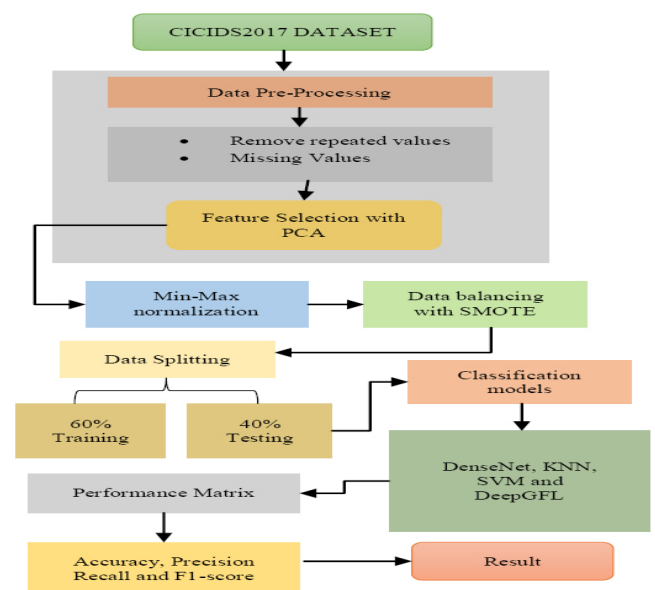 CICIDS2017 DATASET
Data Pre-Processing
• Remove repeated values
• Missing Values
Feature Selection with
PCA
Min-Max
normalization
Data balancing
with SMOTE
Data Splitting
60%
Training
40%
Testing
Classification
models
DenseNet, KNN,
SVM and
DeepGFL
Performance Matrix
Accuracy, Precision
Recall and F1-score
Result